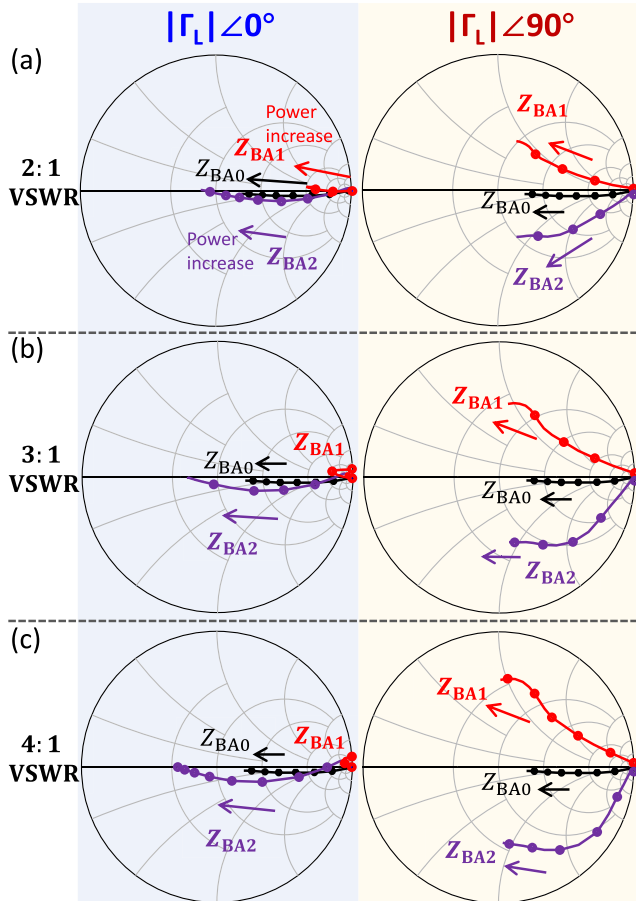 |Γ_L|∠0°
|Γ_L|∠90°
(a)
2:1
VSWR
Power
increase
Z_BA1
Z_BA0
Power
increase
Z_BA2
Z_BA1
Z_BA0
Z_BA2
(b)
3:1
VSWR
Z_BA0
Z_BA1
Z_BA2
Z_BA1
Z_BA0
Z_BA2
(c)
4:1
VSWR
Z_BA0
Z_BA1
Z_BA2
Z_BA1
Z_BA0
Z_BA2